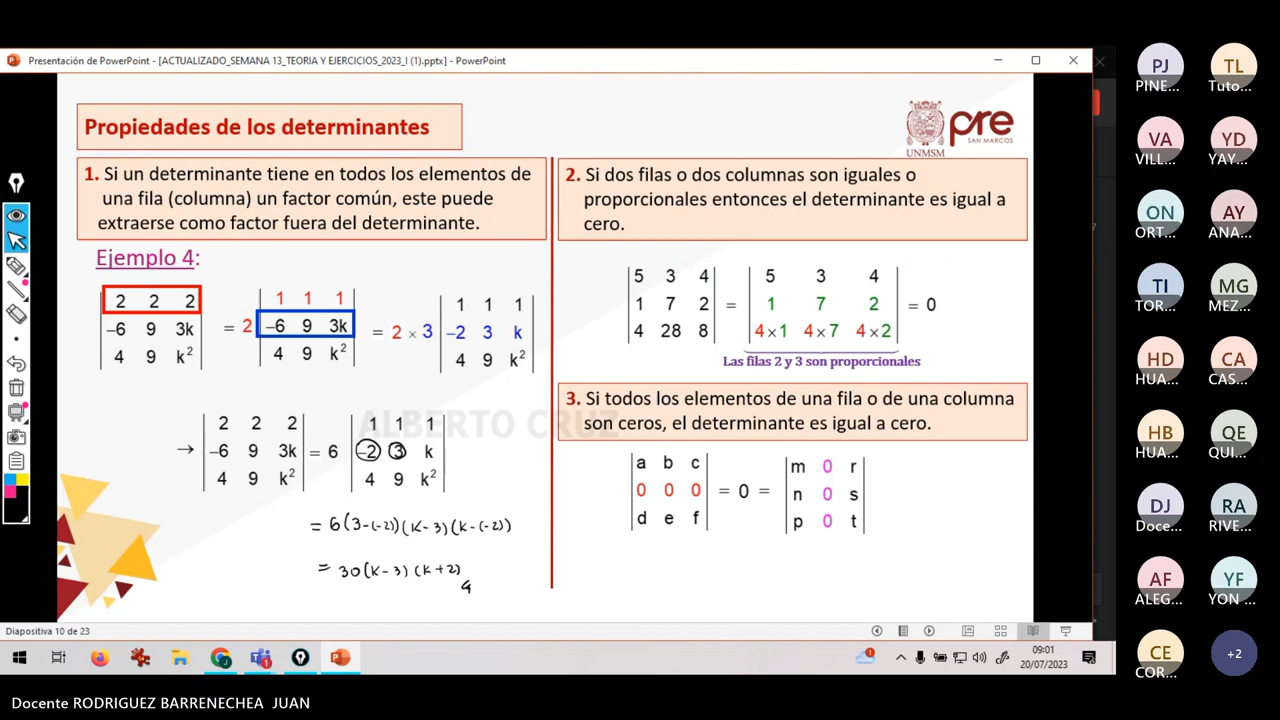 Presentación de PowerPoint - [ACTUALIZADO_SEMANA 13_TEORIA Y EJERCICIOS_2023_I (1).pptx] - PowerPoint
Propiedades de los determinantes
UNMSM
pre
SAN MARCOS
1. Si un determinante tiene en todos los elementos de
una fila (columna) un factor común, este puede
extraerse como factor fuera del determinante.
Ejemplo 4:
|2 2 2; -6 9 3k; 4 9 k²| = 2 |1 1 1; -6 9 3k; 4 9 k²| = 2 × 3 |1 1 1; -2 3 k; 4 9 k²|
→ |2 2 2; -6 9 3k; 4 9 k²| = 6 |1 1 1; -2 3 k; 4 9 k²|
= 6(3-(-2))(k-3)(k-(-2))
= 30(k-3)(k+2)
ALBERTO CRUZ
2. Si dos filas o dos columnas son iguales o
proporcionales entonces el determinante es igual a
cero.
|5 3 4; 1 7 2; 4 28 8| = |5 3 4; 1 7 2; 4×1 4×7 4×2| = 0
Las filas 2 y 3 son proporcionales
3. Si todos los elementos de una fila o de una columna
son ceros, el determinante es igual a cero.
|a b c; 0 0 0; d e f| = 0 = |m 0 r; n 0 s; p 0 t|
Diapositiva 10 de 23
09:01
20/07/2023
PJ TL
PINE... Tuto...
VA YD
VILL... YAY...
ON AY
ORT... ANA...
TI MG
TOR... MEZ...
HD CA
HUA... CAS...
HB QE
HUA... QUI...
DJ RA
Doce... RIVE...
AF YF
ALEG... YON ...
CE +2
COR...
Docente RODRIGUEZ BARRENECHEA JUAN